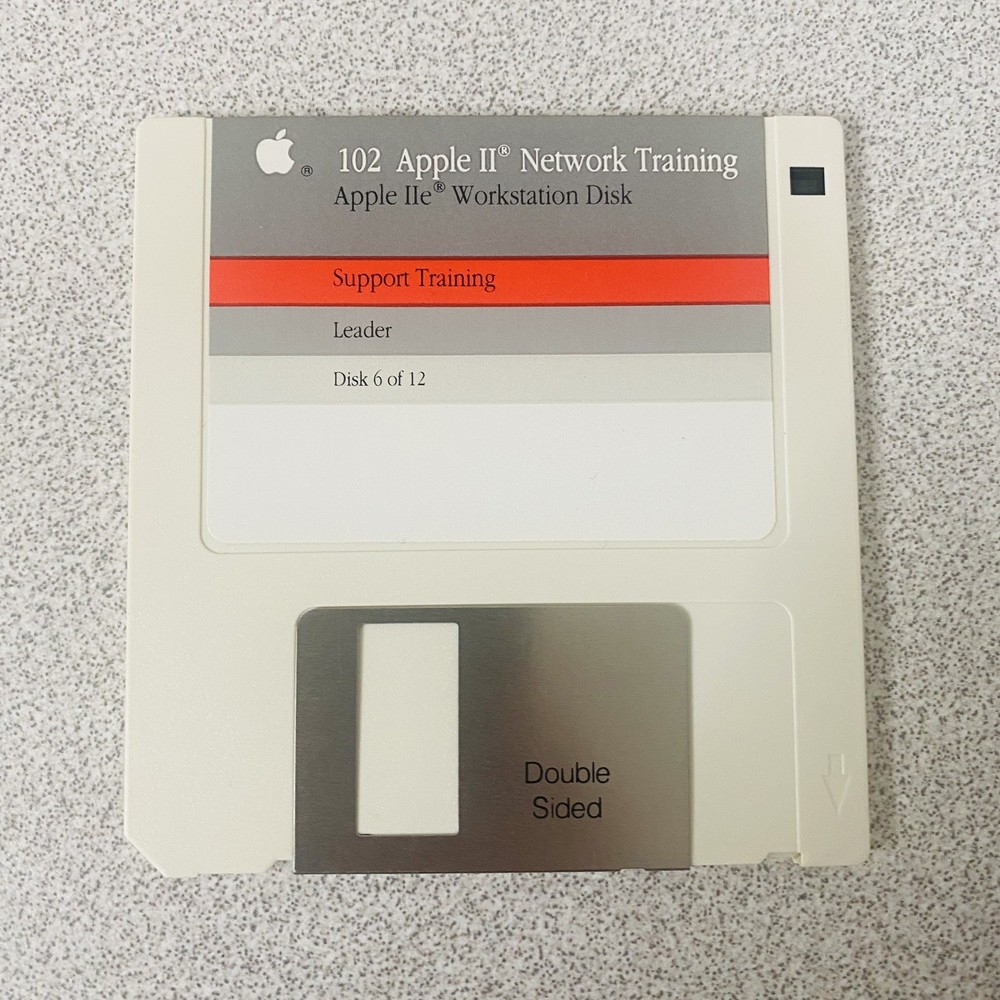 102 Apple II® Network Training
Apple IIe® Workstation Disk
®
Support Training
Leader
Disk 6 of 12
Double
Sided